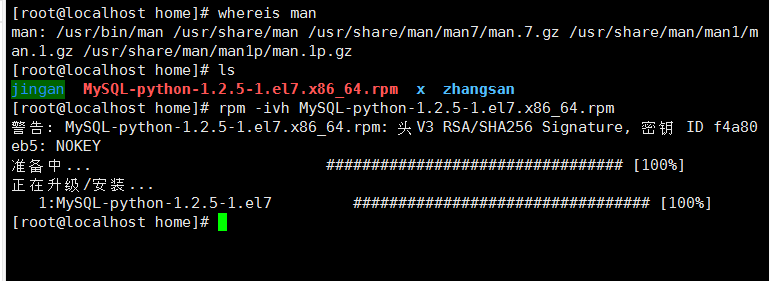 [root@localhost home]# whereis man
man: /usr/bin/man /usr/share/man /usr/share/man/man7/man.7.gz /usr/share/man/man1/m
an.1.gz /usr/share/man/man1p/man.1p.gz
[root@localhost home]# ls
jingan  MySQL-python-1.2.5-1.el7.x86_64.rpm  x  zhangsan
[root@localhost home]# rpm -ivh MySQL-python-1.2.5-1.el7.x86_64.rpm
警告: MySQL-python-1.2.5-1.el7.x86_64.rpm: 头V3 RSA/SHA256 Signature, 密钥 ID f4a80
eb5: NOKEY
准备中...                          ################################# [100%]
正在升级/安装...
   1:MySQL-python-1.2.5-1.el7         ################################# [100%]
[root@localhost home]#